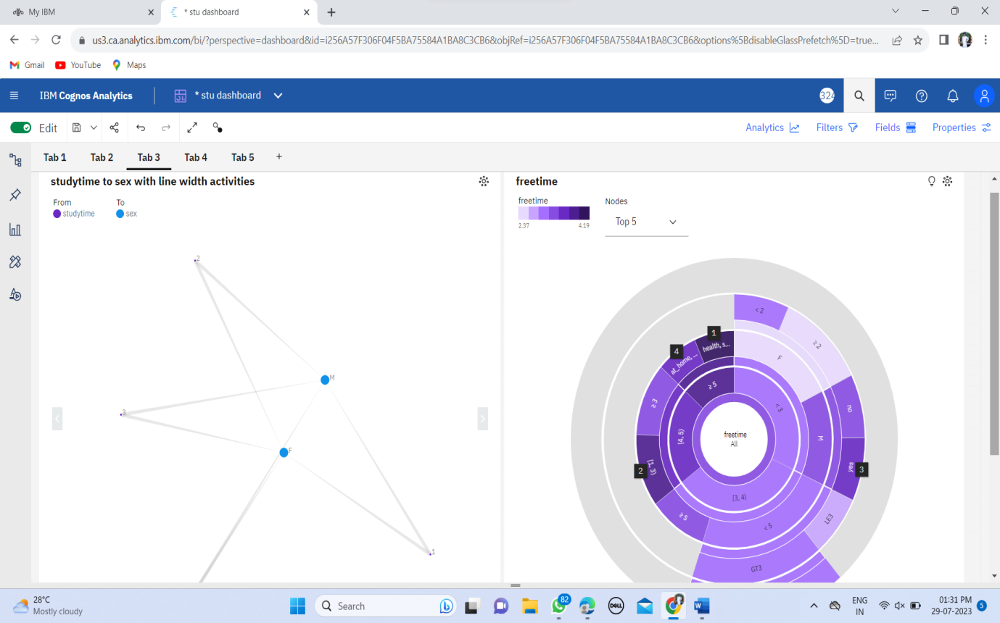 My IBM
* stu dashboard
us3.ca.analytics.ibm.com/bi/?perspective=dashboard&id=i256A57F306F04F5BA75584A1BA8C3CB6&objRef=i256A57F306F04F5BA75584A1BA8C3CB6&options%5BdisableGlassPrefetch%5D=true...
Gmail YouTube Maps
IBM Cognos Analytics * stu dashboard 324
Edit Analytics Filters Fields Properties
Tab 1 Tab 2 Tab 3 Tab 4 Tab 5 +
studytime to sex with line width activities
From To
studytime sex
2
M
3
F
1
freetime
freetime Nodes
Top 5
2.37 4.19
< 2
≥ 2
1
health, s...
4
at_home, ...
F
≥ 5
< 3
≥ 3
no
[4, 5)
freetime
All
M
2
[1, 3)
yes
3
[3, 4)
≥ 5
< 5
LE3
GT3
28°C
Mostly cloudy
Search
82
DELL
ENG
IN
01:31 PM
29-07-2023
5